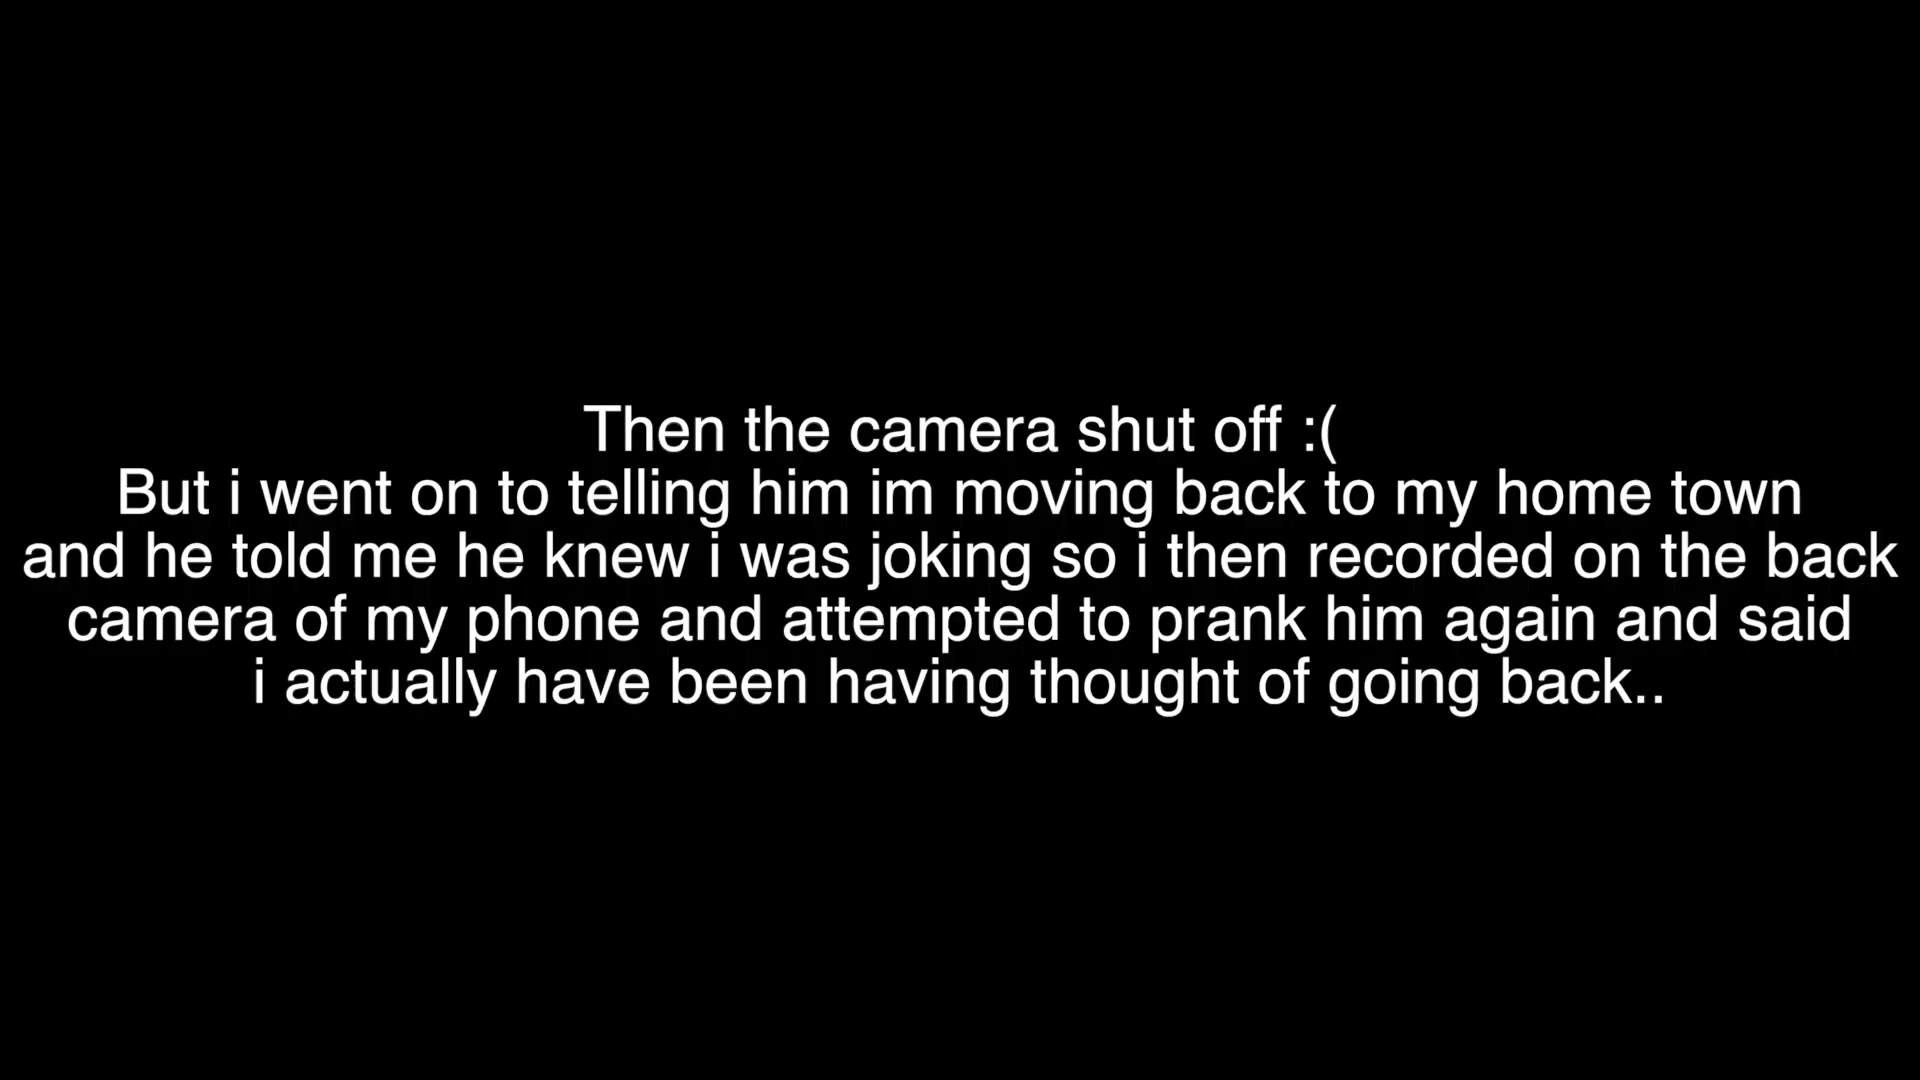 Then the camera shut off :(
But i went on to telling him im moving back to my home town
and he told me he knew i was joking so i then recorded on the back
camera of my phone and attempted to prank him again and said
i actually have been having thought of going back..